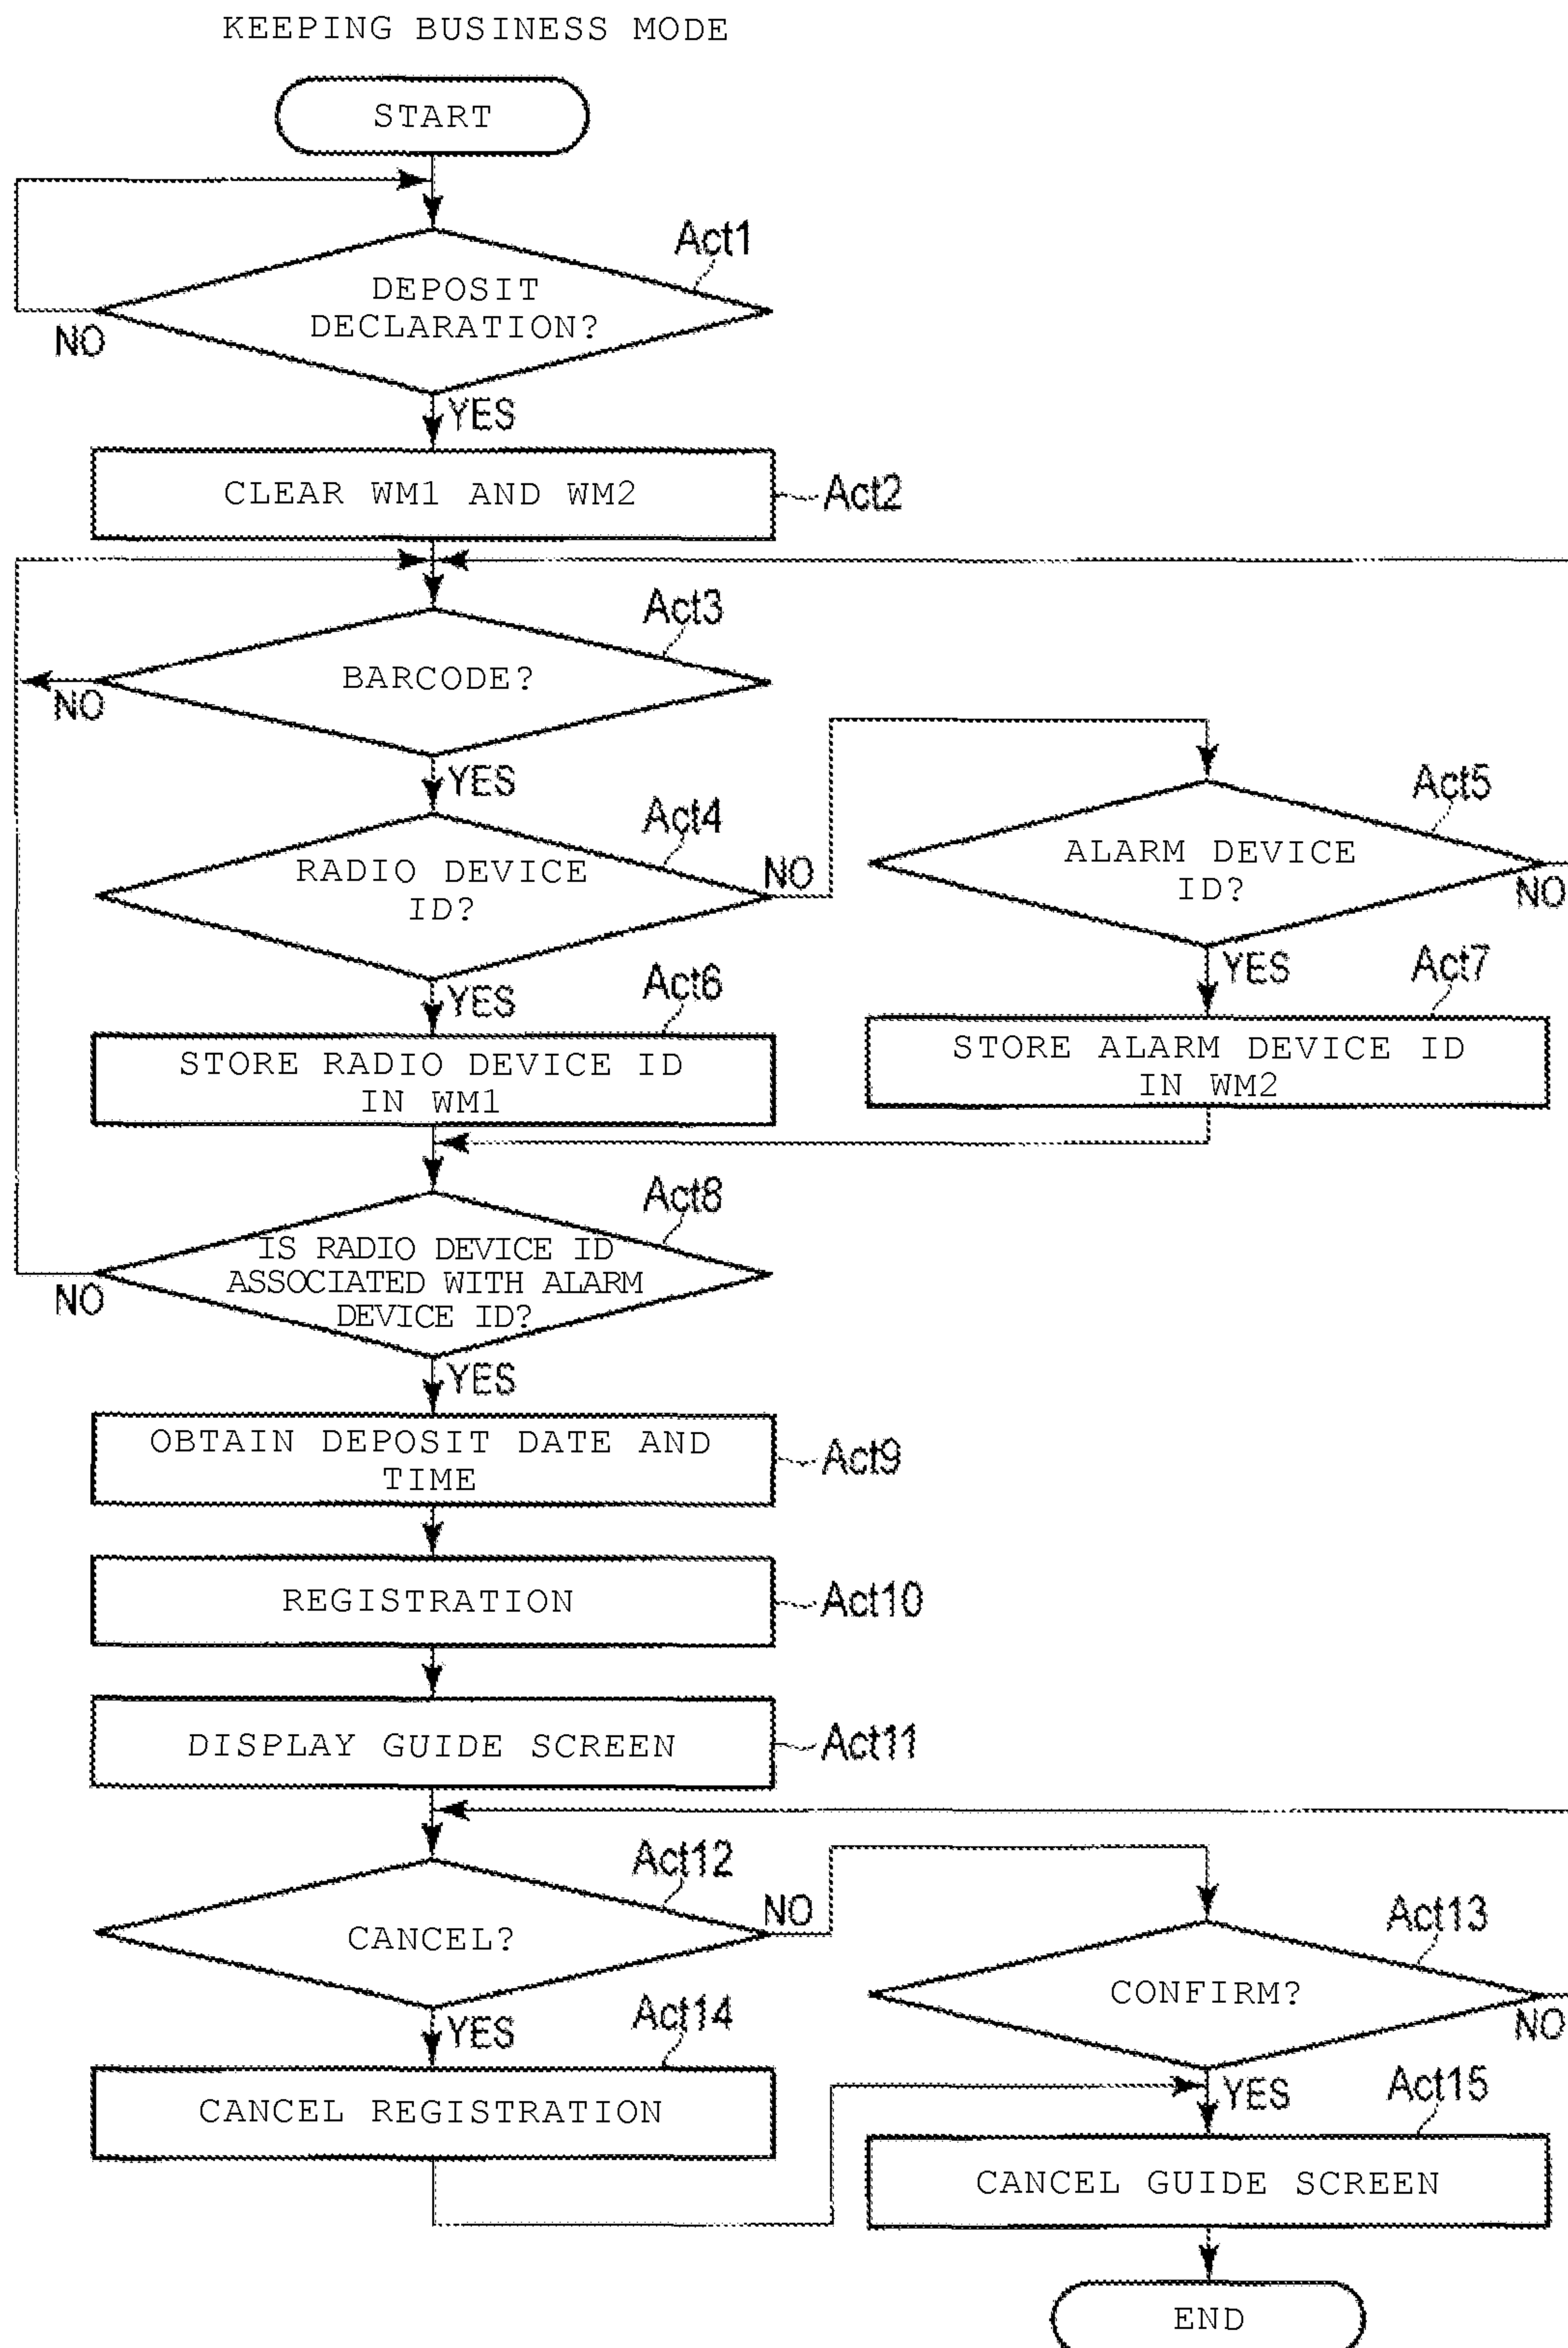 KEEPING BUSINESS MODE
START
Act1
DEPOSIT
DECLARATION?
NO
YES
CLEAR WM1 AND WM2
Act2
Act3
BARCODE?
NO
YES
Act4
RADIO DEVICE
ID?
NO
Act5
ALARM DEVICE
ID?
NO
YES
YES
Act6
STORE RADIO DEVICE ID
IN WM1
Act7
STORE ALARM DEVICE ID
IN WM2
Act8
IS RADIO DEVICE ID
ASSOCIATED WITH ALARM
DEVICE ID?
NO
YES
OBTAIN DEPOSIT DATE AND
TIME
Act9
REGISTRATION
Act10
DISPLAY GUIDE SCREEN
Act11
Act12
CANCEL?
NO
Act13
CONFIRM?
NO
YES
Act14
CANCEL REGISTRATION
YES
Act15
CANCEL GUIDE SCREEN
END